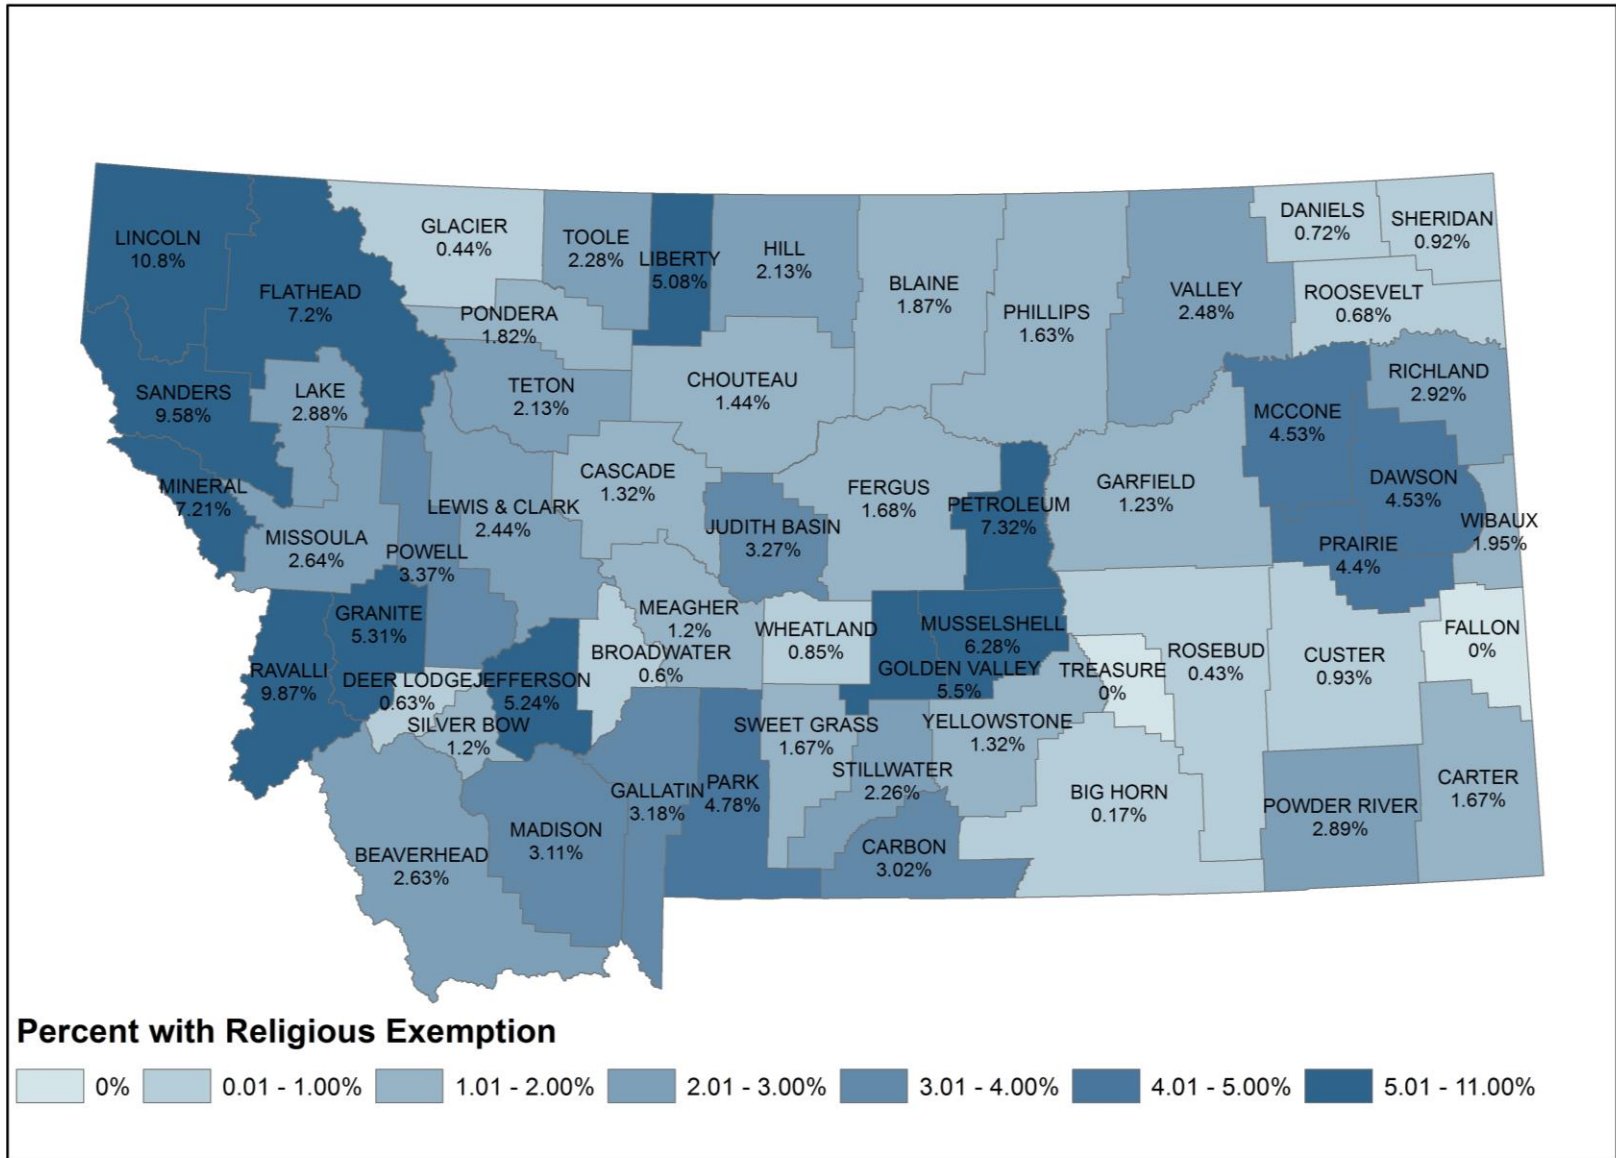 GLACIER
0.44%
TOOLE
2.28%
LIBERTY
5.08%
HILL
2.13%
BLAINE
1.87%
PHILLIPS
1.63%
VALLEY
2.48%
DANIELS
0.72%
SHERIDAN
0.92%
LINCOLN
10.8%
FLATHEAD
7.2%
PONDERA
1.82%
ROOSEVELT
0.68%
SANDERS
9.58%
LAKE
2.88%
TETON
2.13%
CHOUTEAU
1.44%
MCCONE
4.53%
RICHLAND
2.92%
MINERAL
7.21%
MISSOULA
2.64%
POWELL
3.37%
LEWIS & CLARK
2.44%
CASCADE
1.32%
JUDITH BASIN
3.27%
FERGUS
1.68%
PETROLEUM
7.32%
GARFIELD
1.23%
DAWSON
4.53%
PRAIRIE
4.4%
WIBAUX
1.95%
RAVALLI
9.87%
GRANITE
5.31%
DEER LODGE
0.63%
JEFFERSON
5.24%
SILVER BOW
1.2%
BROADWATER
0.6%
MEAGHER
1.2%
WHEATLAND
0.85%
MUSSELSHELL
6.28%
GOLDEN VALLEY
5.5%
TREASURE
0%
ROSEBUD
0.43%
CUSTER
0.93%
FALLON
0%
BEAVERHEAD
2.63%
MADISON
3.11%
GALLATIN
3.18%
PARK
4.78%
SWEET GRASS
1.67%
STILLWATER
2.26%
YELLOWSTONE
1.32%
CARBON
3.02%
BIG HORN
0.17%
POWDER RIVER
2.89%
CARTER
1.67%
Percent with Religious Exemption
0% 0.01 - 1.00% 1.01 - 2.00% 2.01 - 3.00% 3.01 - 4.00% 4.01 - 5.00% 5.01 - 11.00%